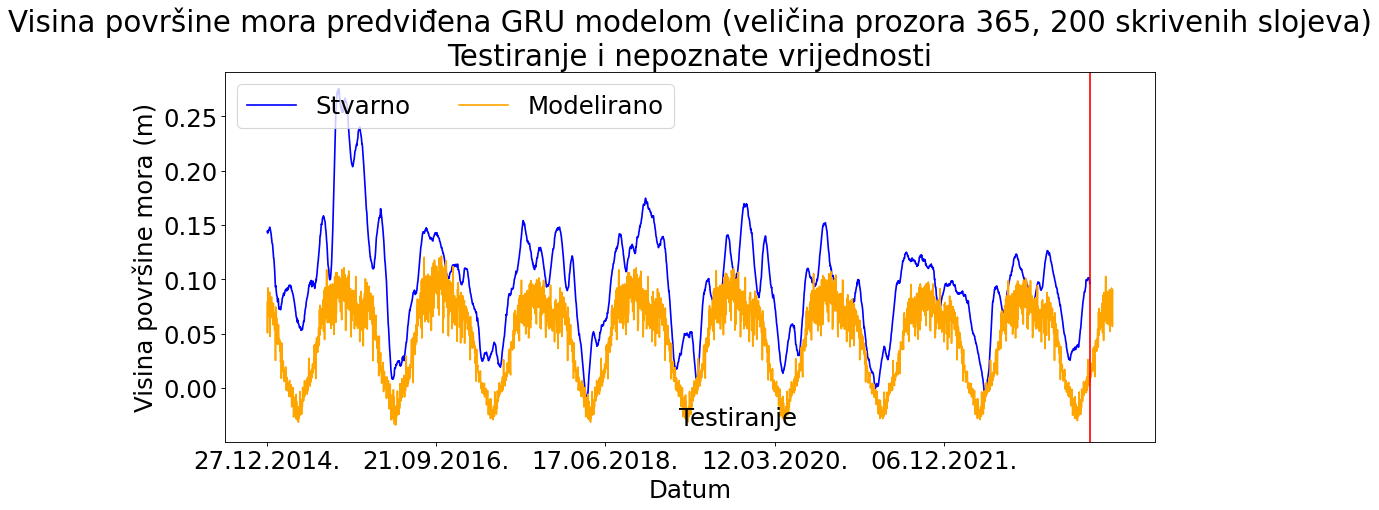 Visina površine mora predviđena GRU modelom (veličina prozora 365, 200 skrivenih slojeva)
Testiranje i nepoznate vrijednosti
Stvarno
Modelirano
Visina površine mora (m)
0.25
0.20
0.15
0.10
0.05
0.00
Testiranje
27.12.2014.
21.09.2016.
17.06.2018.
12.03.2020.
06.12.2021.
Datum